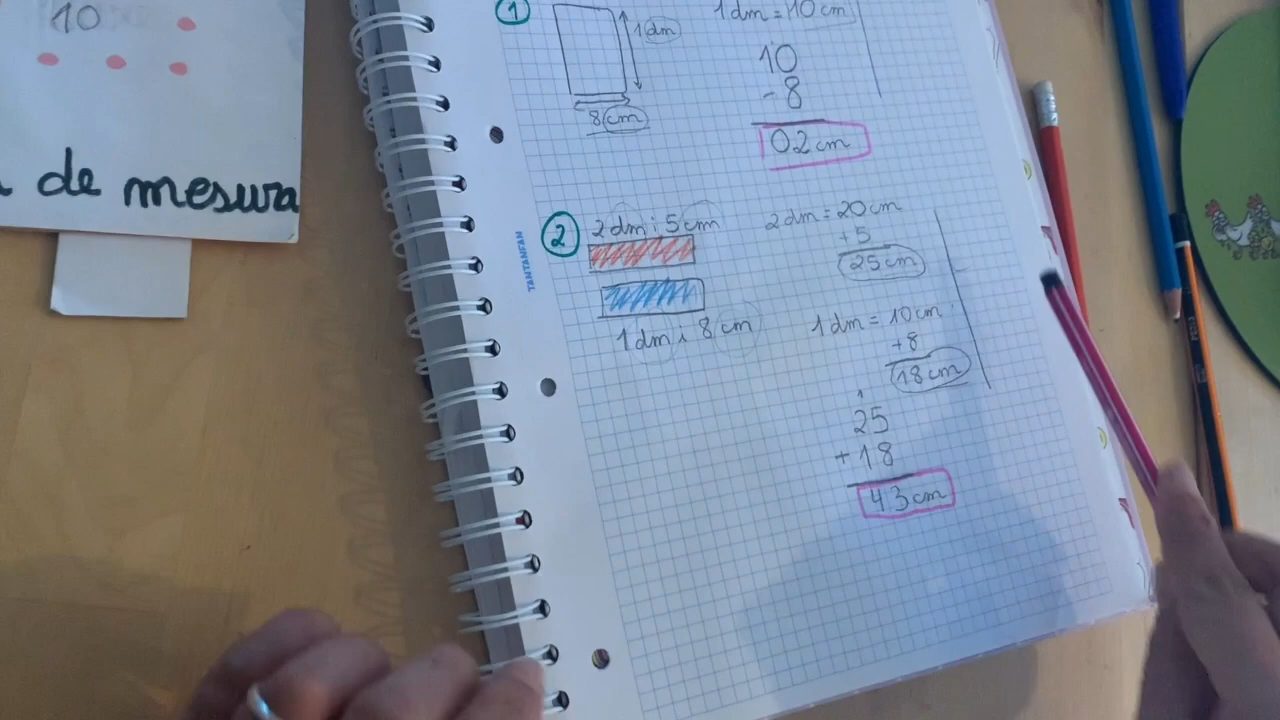 10
de mesura
1
1 dm
8 cm
1 dm = 10 cm
10
- 8
02 cm
TANTANFAN
2
2 dm i 5 cm
1 dm i 8 cm
2 dm = 20 cm
+ 5
25 cm
1 dm = 10 cm
+8
18 cm
1
25
+ 18
43 cm